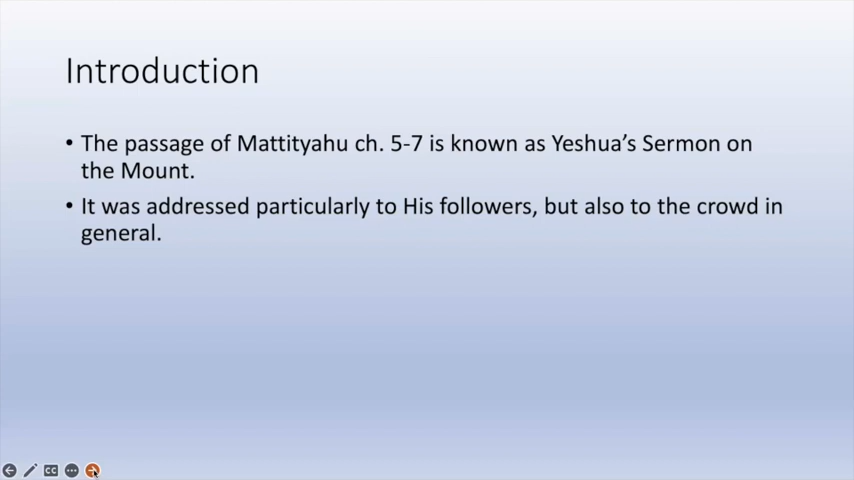 Introduction
• The passage of Mattityahu ch. 5-7 is known as Yeshua's Sermon on
the Mount.
• It was addressed particularly to His followers, but also to the crowd in
general.
CC